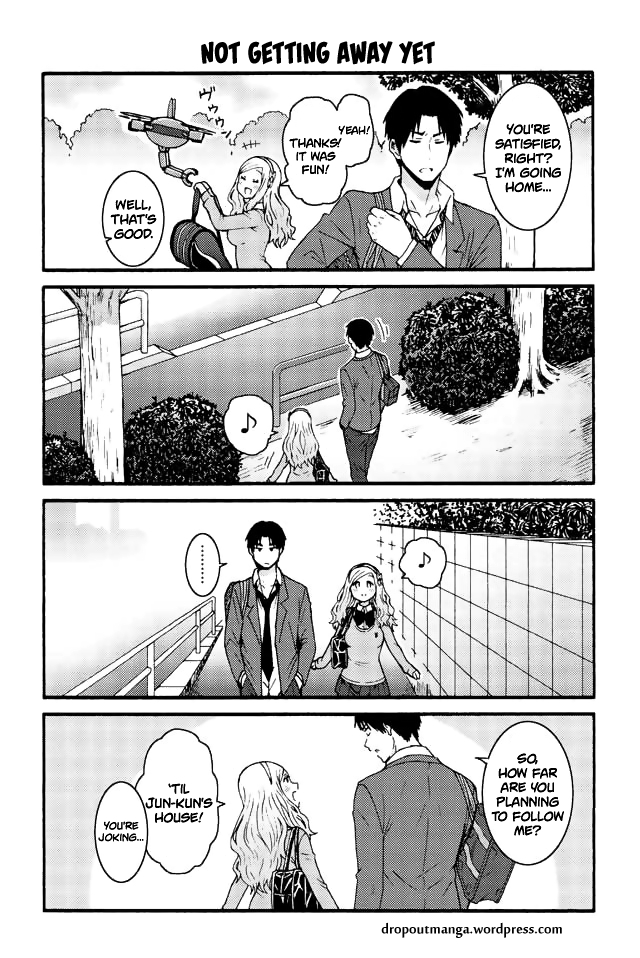 NOT GETTING AWAY YET
YOU'RE
SATISFIED,
RIGHT?
I'M GOING
HOME...
YEAH!
THANKS!
IT WAS
FUN!
ヴゥゥン
WELL,
THAT'S
GOOD.
♪
♪
.........
SO,
HOW FAR
ARE YOU
PLANNING
TO FOLLOW
ME?
'TIL
JUN-KUN'S
HOUSE!
YOU'RE
JOKING...
dropoutmanga.wordpress.com